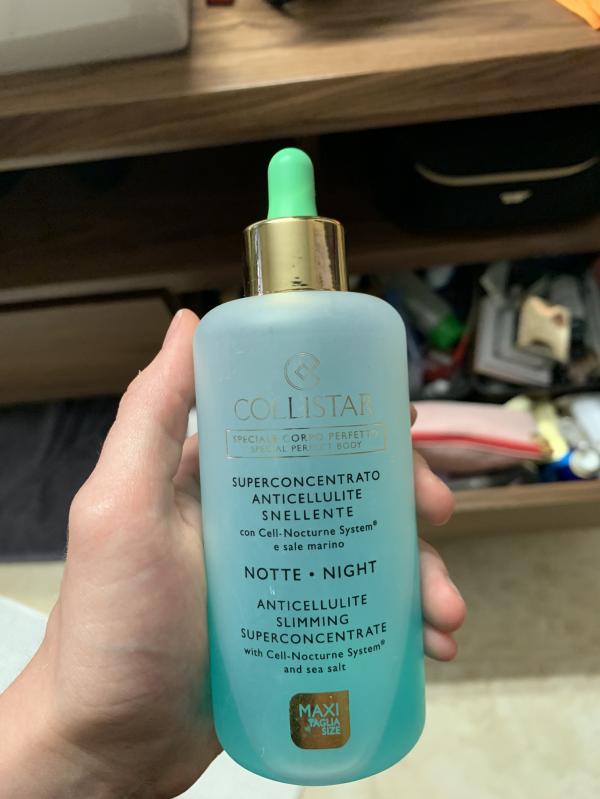 COLLISTAR
SPECIALE CORPO PERFETTO
SPECIAL PERFECT BODY
SUPERCONCENTRATO
ANTICELLULITE
SNELLENTE
con Cell-Nocturne System®
e sale marino
NOTTE • NIGHT
ANTICELLULITE
SLIMMING
SUPERCONCENTRATE
with Cell-Nocturne System®
and sea salt
MAXI
TAGLIA
SIZE